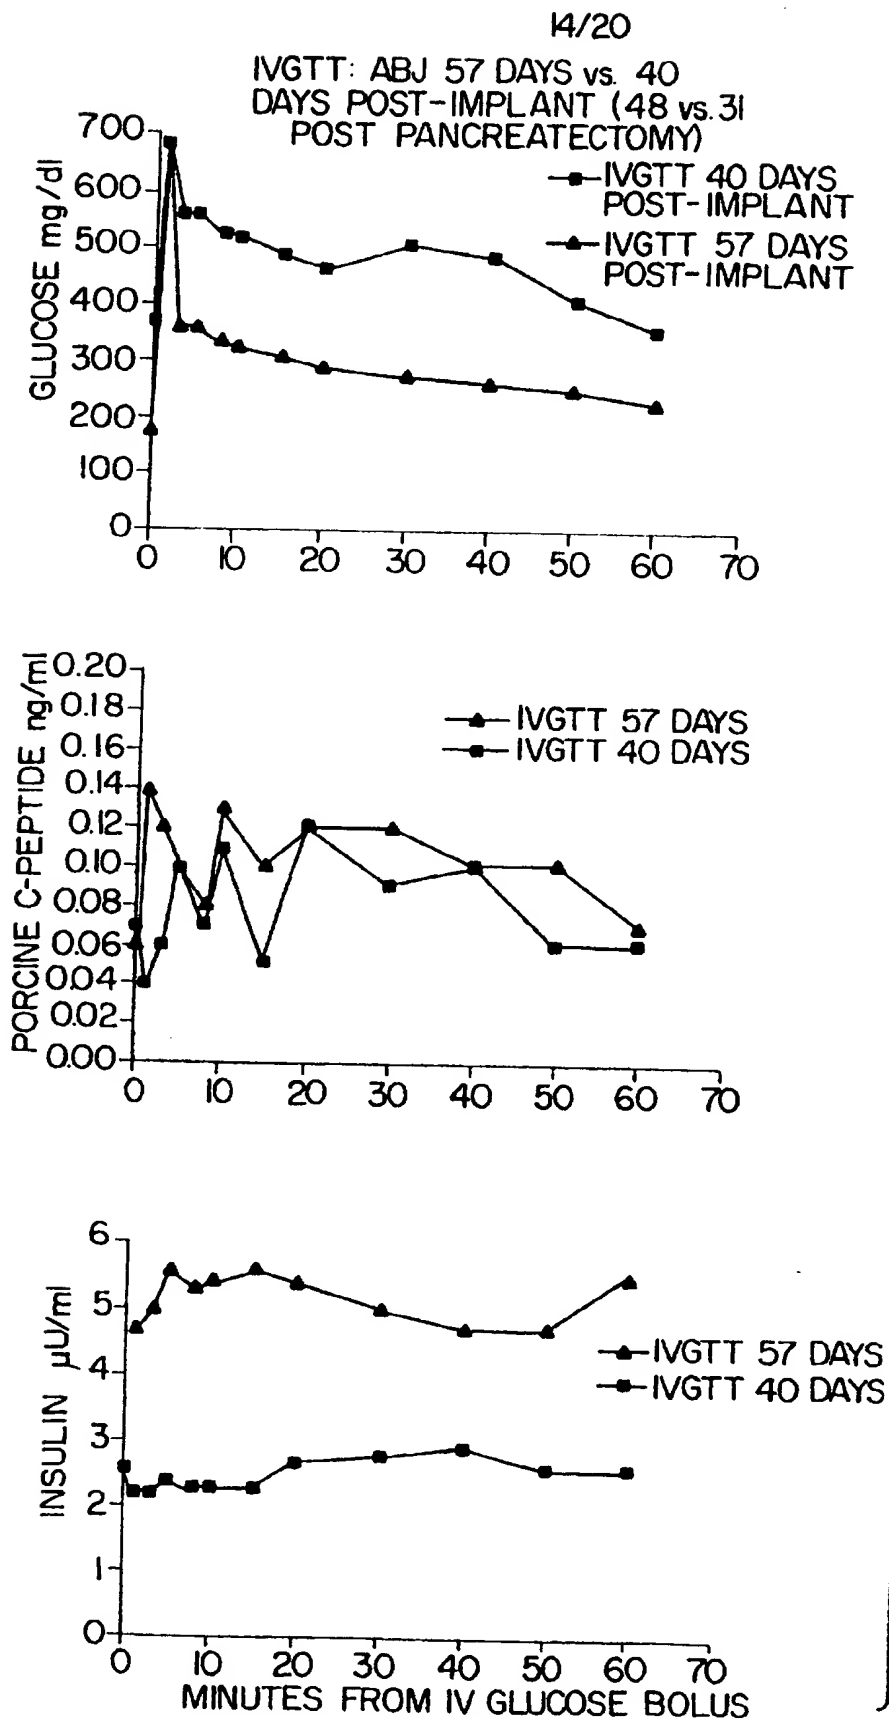 14/20
IVGTT: ABJ 57 DAYS vs. 40
DAYS POST-IMPLANT (48 vs. 31
POST PANCREATECTOMY)
700
600
500
400
300
200
100
0
GLUCOSE mg/dl
IVGTT 40 DAYS
POST-IMPLANT
IVGTT 57 DAYS
POST-IMPLANT
0 10 20 30 40 50 60 70
0.20
0.18
0.16
0.14
0.12
0.10
0.08
0.06
0.04
0.02
0.00
PORCINE C-PEPTIDE ng/ml
IVGTT 57 DAYS
IVGTT 40 DAYS
0 10 20 30 40 50 60 70
6
5
4
3
2
1
0
INSULIN µU/ml
IVGTT 57 DAYS
IVGTT 40 DAYS
0 10 20 30 40 50 60 70
MINUTES FROM IV GLUCOSE BOLUS